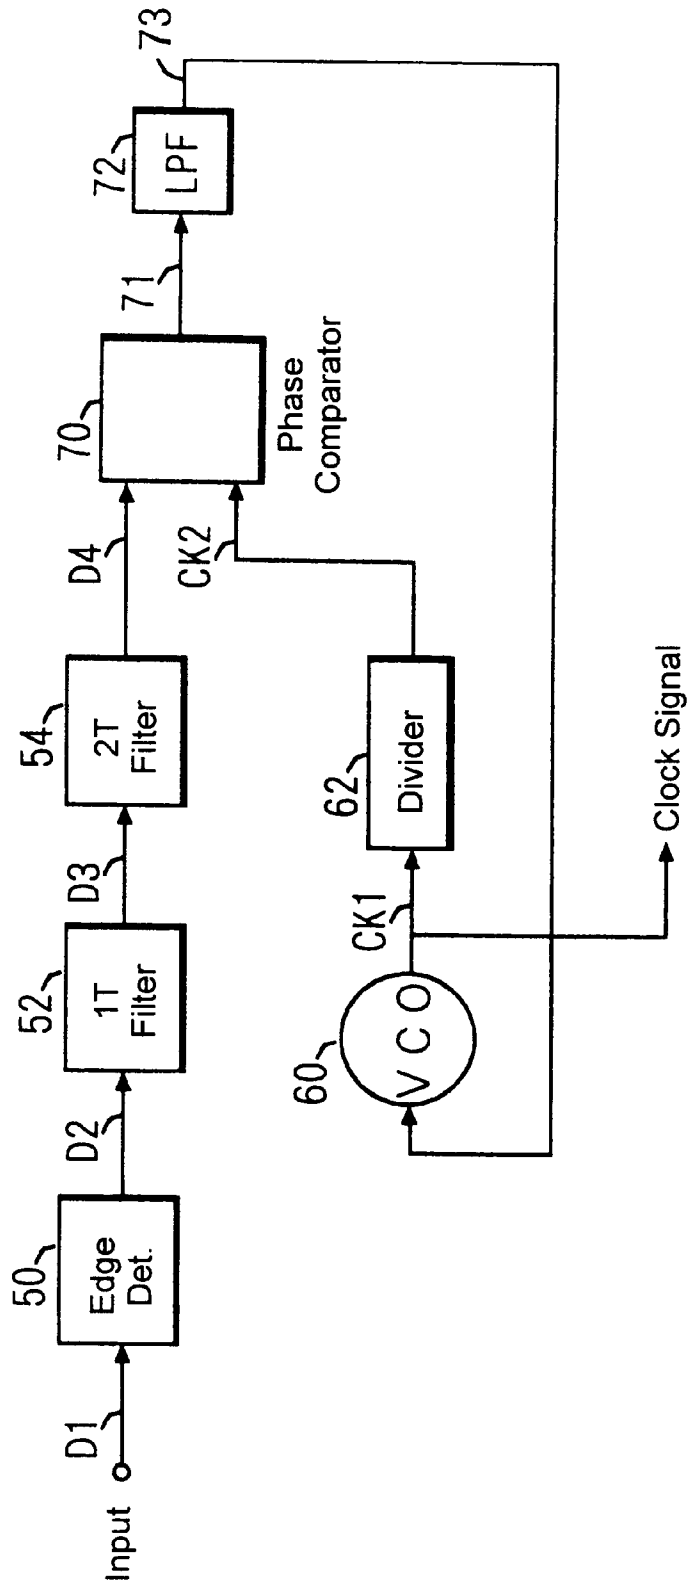 Input
D1
50
Edge
Det.
D2
52
1T
Filter
D3
54
2T
Filter
D4
70
Phase
Comparator
71
72
LPF
73
60
VCO
CK1
62
Divider
CK2
Clock Signal